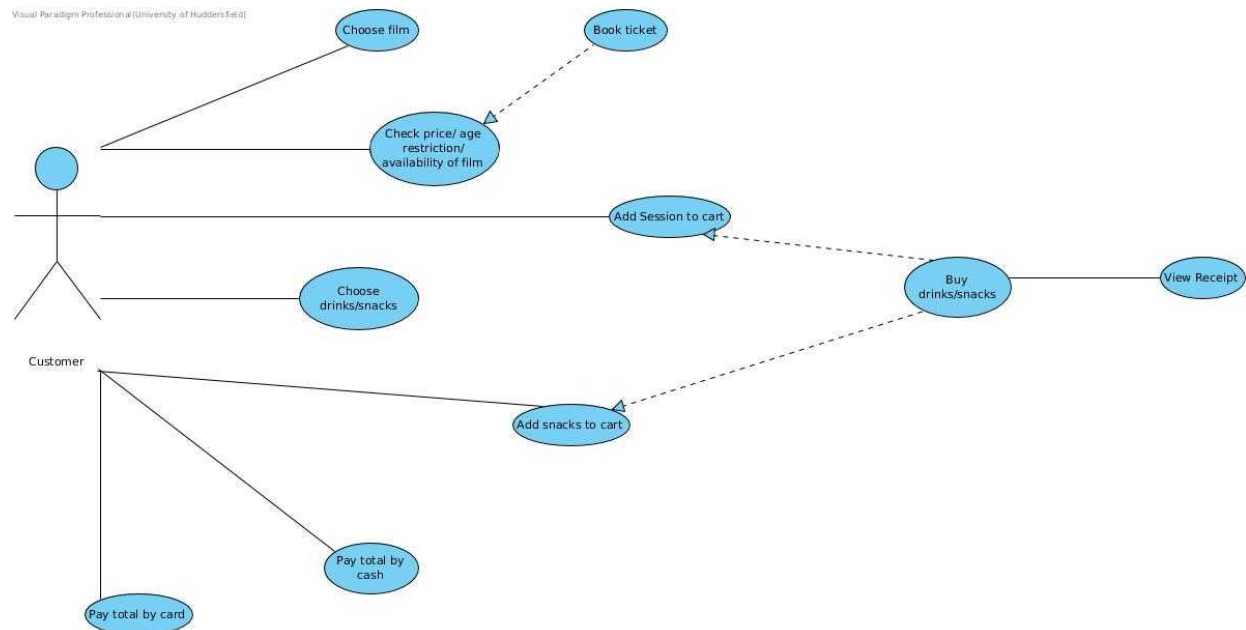 Visual Paradigm Professional(University of Huddersfield)
Choose film
Book ticket
Check price/ age
restriction/
availability of film
Add Session to cart
Choose
drinks/snacks
Buy
drinks/snacks
View Receipt
Customer
Add snacks to cart
Pay total by
cash
Pay total by card